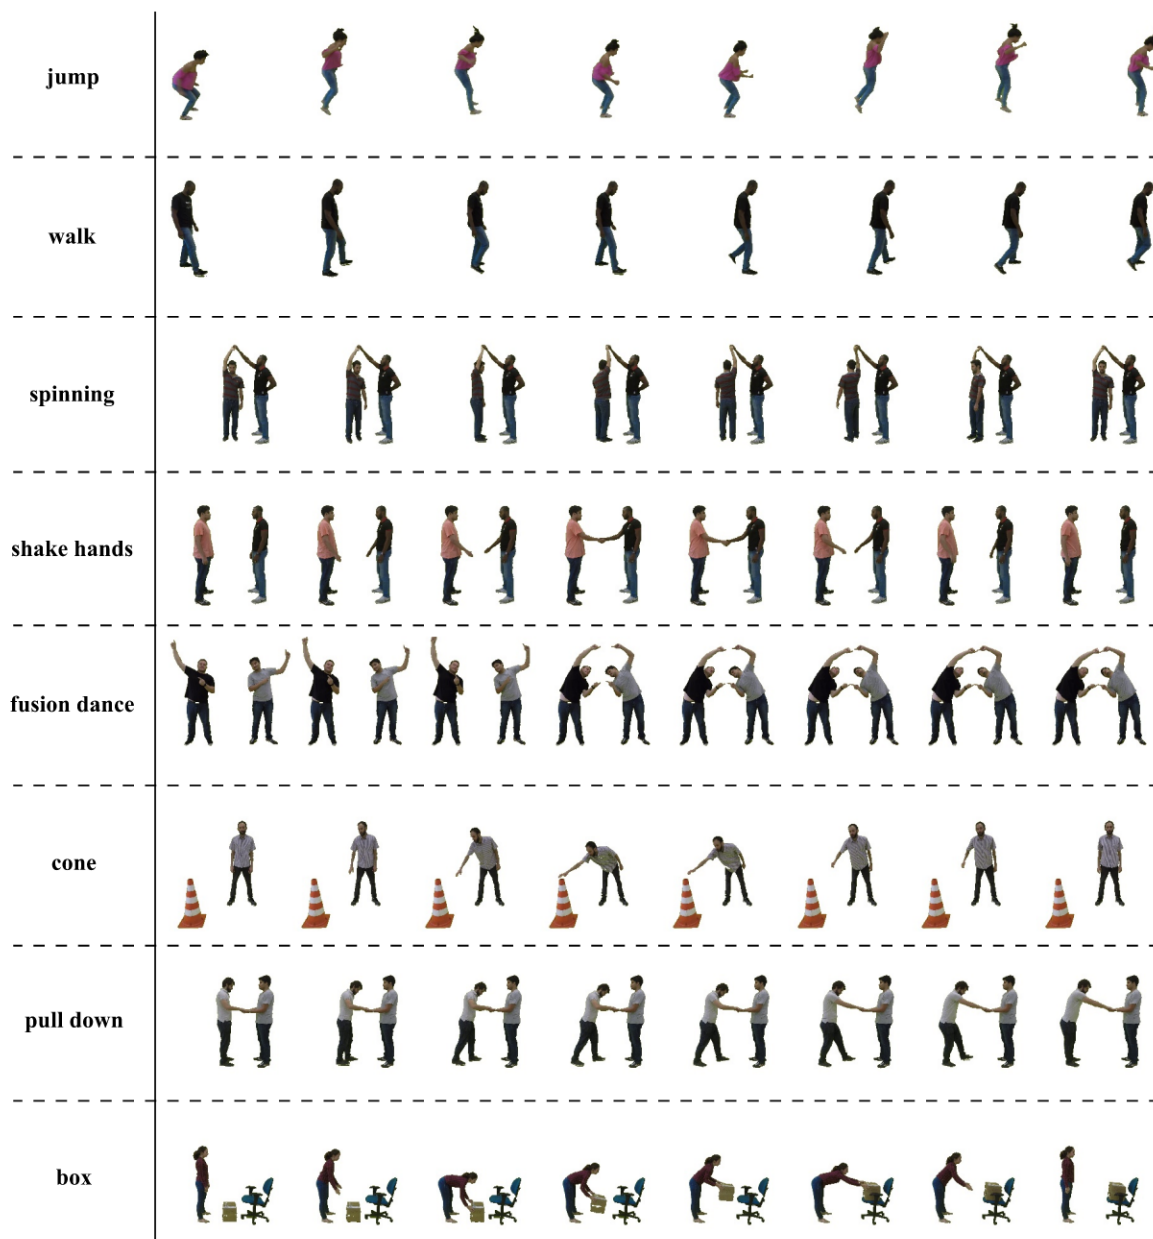 jump
walk
spinning
shake hands
fusion dance
cone
pull down
box